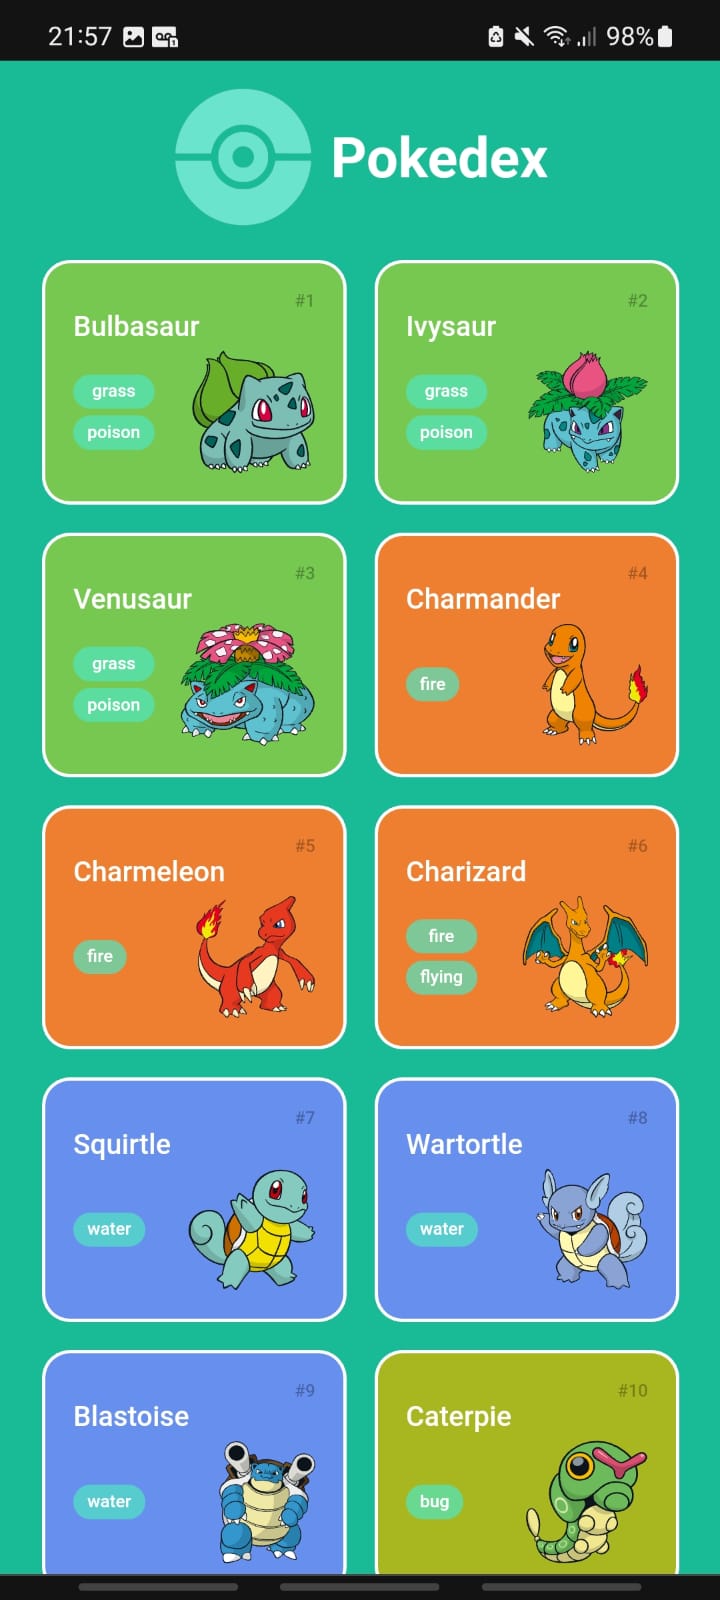 21:57 98%
Pokedex
#1
Bulbasaur
grass
poison
#2
Ivysaur
grass
poison
#3
Venusaur
grass
poison
#4
Charmander
fire
#5
Charmeleon
fire
#6
Charizard
fire
flying
#7
Squirtle
water
#8
Wartortle
water
#9
Blastoise
water
#10
Caterpie
bug